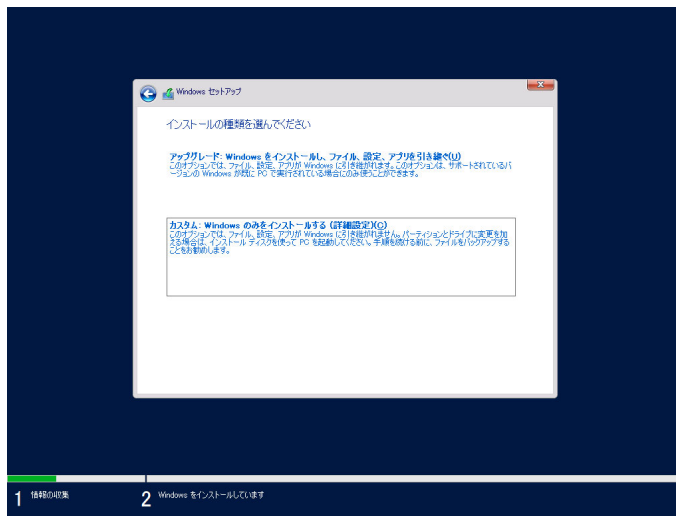 Windows セットアップ
インストールの種類を選んでください
アップグレード: Windows をインストールし、ファイル、設定、アプリを引き継ぐ(U)
このオプションでは、ファイル、設定、アプリが Windows に引き継がれます。このオプションは、サポートされているバ
ージョンの Windows が既に PC で実行されている場合にのみ使うことができます。
カスタム: Windows のみをインストールする (詳細設定)(C)
このオプションでは、ファイル、設定、アプリが Windows に引き継がれません。パーティションとドライブに変更を加
える場合は、インストール ディスクを使って PC を起動してください。手順を続ける前に、ファイルをバックアップする
ことをお勧めします。
1 情報の収集
2 Windows をインストールしています